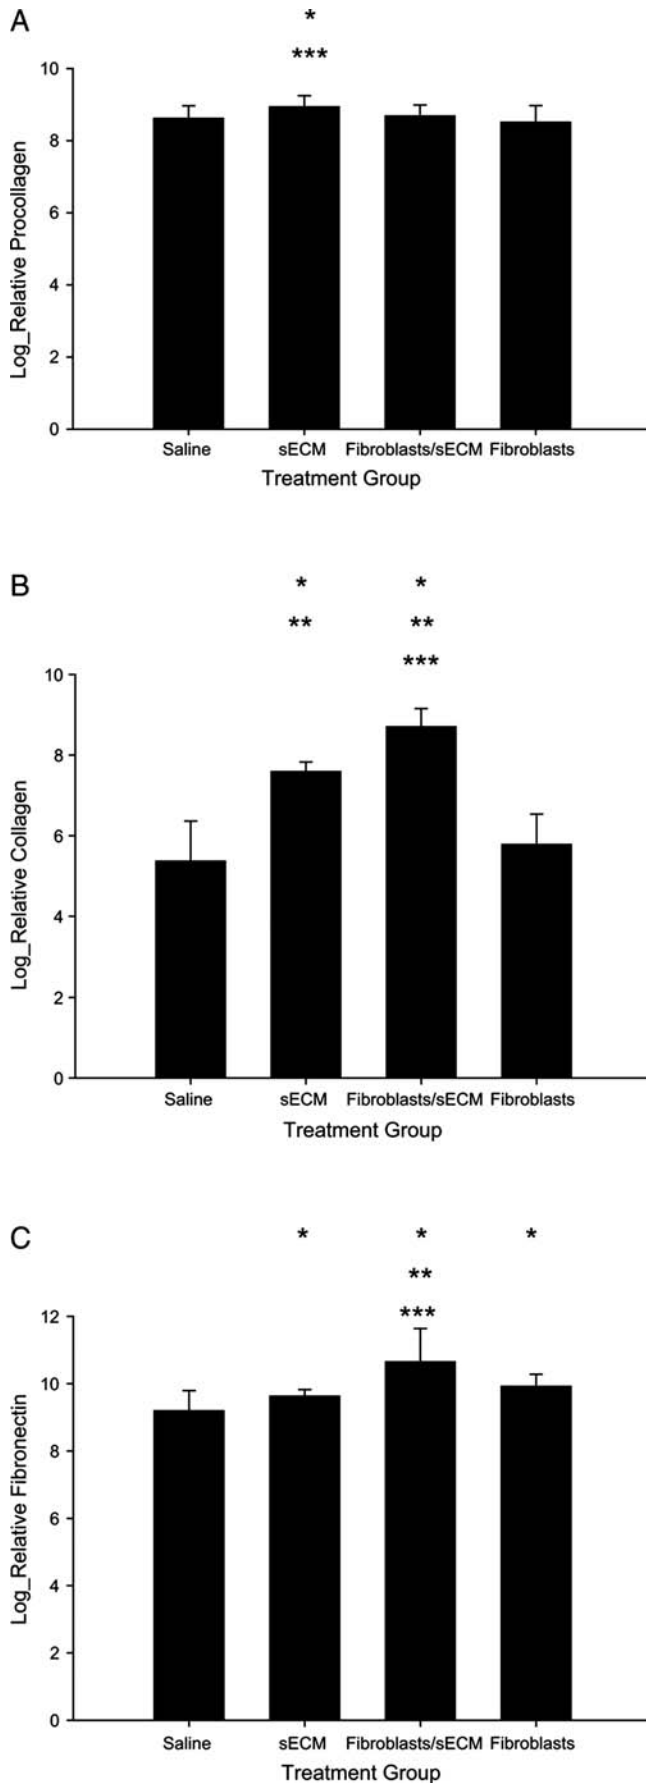 A
*
***
10
8
6
4
2
0
Log_Relative Procollagen
Saline sECM Fibroblasts/sECM Fibroblasts
Treatment Group
B
* *
** **
***
10
8
6
4
2
0
Log_Relative Collagen
Saline sECM Fibroblasts/sECM Fibroblasts
Treatment Group
C
* * *
**
***
12
10
8
6
4
2
0
Log_Relative Fibronectin
Saline sECM Fibroblasts/sECM Fibroblasts
Treatment Group